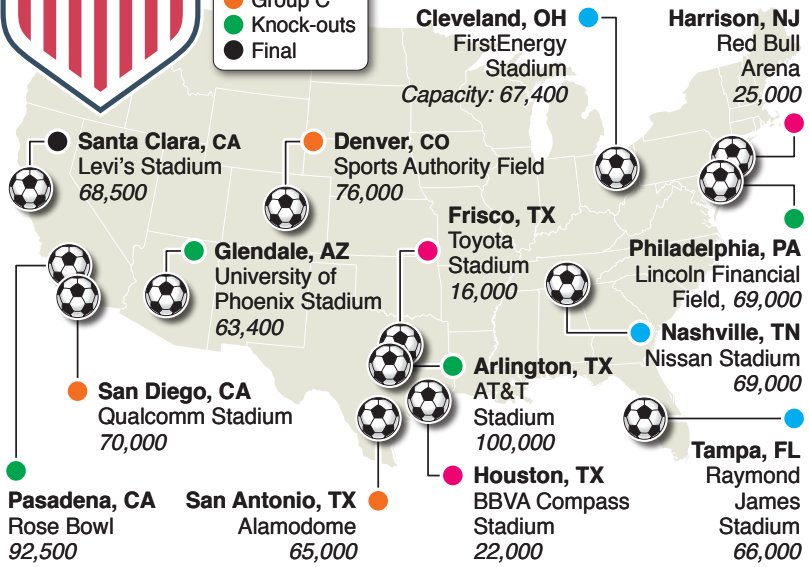 Group C
Knock-outs
Final
Cleveland, OH
FirstEnergy
Stadium
Capacity: 67,400
Harrison, NJ
Red Bull
Arena
25,000
Santa Clara, CA
Levi's Stadium
68,500
Denver, CO
Sports Authority Field
76,000
Frisco, TX
Toyota
Stadium
16,000
Glendale, AZ
University of
Phoenix Stadium
63,400
Philadelphia, PA
Lincoln Financial
Field, 69,000
Nashville, TN
Nissan Stadium
69,000
San Diego, CA
Qualcomm Stadium
70,000
Arlington, TX
AT&T
Stadium
100,000
Tampa, FL
Raymond
James
Stadium
66,000
Pasadena, CA
Rose Bowl
92,500
San Antonio, TX
Alamodome
65,000
Houston, TX
BBVA Compass
Stadium
22,000